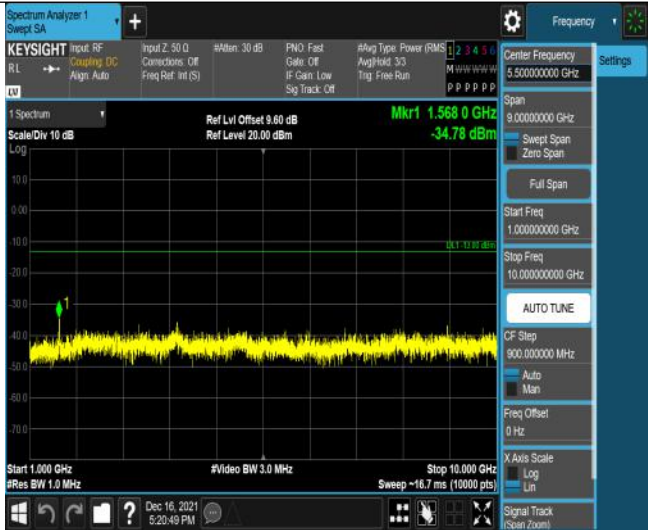 Spectrum Analyzer 1
Swept SA
Frequency
KEYSIGHT
RL
Input: RF
Coupling: DC
Align: Auto
Input Z: 50 Ω
Corrections: Off
Freq Ref: Int (S)
#Atten: 30 dB
PNO: Fast
Gate: Off
IF Gain: Low
Sig Track: Off
#Avg Type: Power (RMS
Avg|Hold: 3/3
Trig: Free Run
1 2 3 4 5 6
M W W W W W
P P P P P P
LV
1 Spectrum
Scale/Div 10 dB
Log
Ref Lvl Offset 9.60 dB
Ref Level 20.00 dBm
Mkr1 1.568 0 GHz
-34.78 dBm
10.0
0.00
-10.0
DL1 -13.00 dBm
-20.0
-30.0
1
-40.0
-50.0
-60.0
-70.0
Start 1.000 GHz
#Res BW 1.0 MHz
#Video BW 3.0 MHz
Stop 10.000 GHz
Sweep ~16.7 ms (10000 pts)
Dec 16, 2021
5:20:49 PM
?
Center Frequency
5.500000000 GHz
Settings
Span
9.00000000 GHz
Swept Span
Zero Span
Full Span
Start Freq
1.000000000 GHz
Stop Freq
10.000000000 GHz
AUTO TUNE
CF Step
900.000000 MHz
Auto
Man
Freq Offset
0 Hz
X Axis Scale
Log
Lin
Signal Track
(Span Zoom)